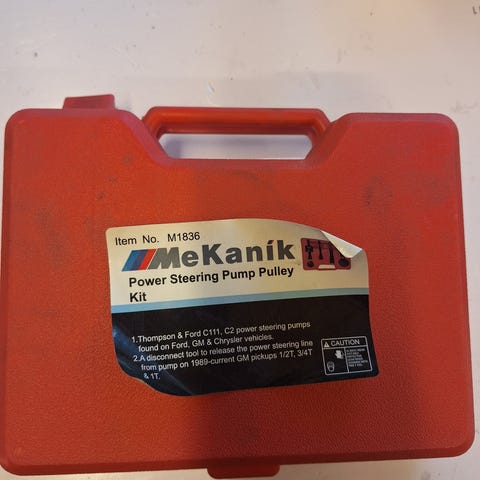 Item No. M1836
MeKaník
Power Steering Pump Pulley
Kit
1.Thompson & Ford C111, C2 power steering pumps
found on Ford, GM & Chrysler vehicles.
2.A disconnect tool to release the power steering line
from pump on 1989-current GM pickups 1/2T, 3/4T
& 1T.
CAUTION